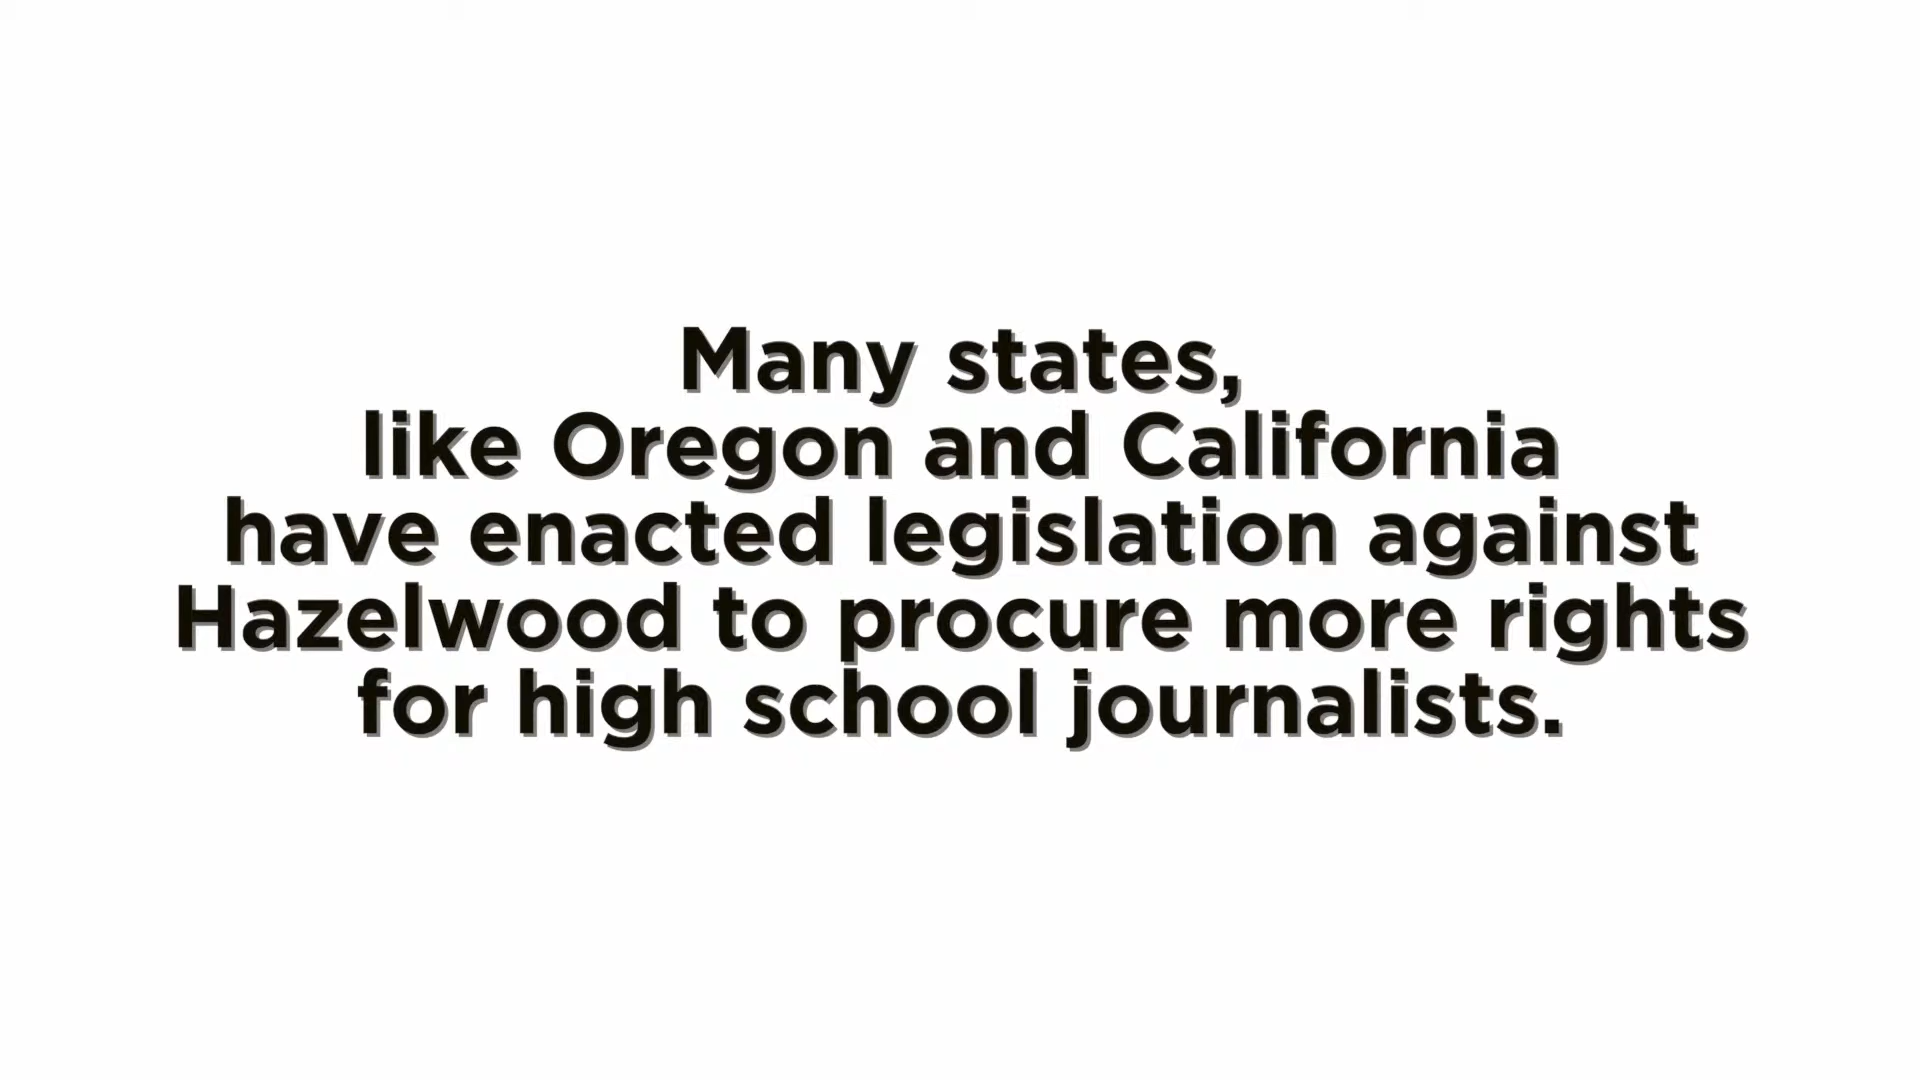 Many states,
like Oregon and California
have enacted legislation against
Hazelwood to procure more rights
for high school journalists.